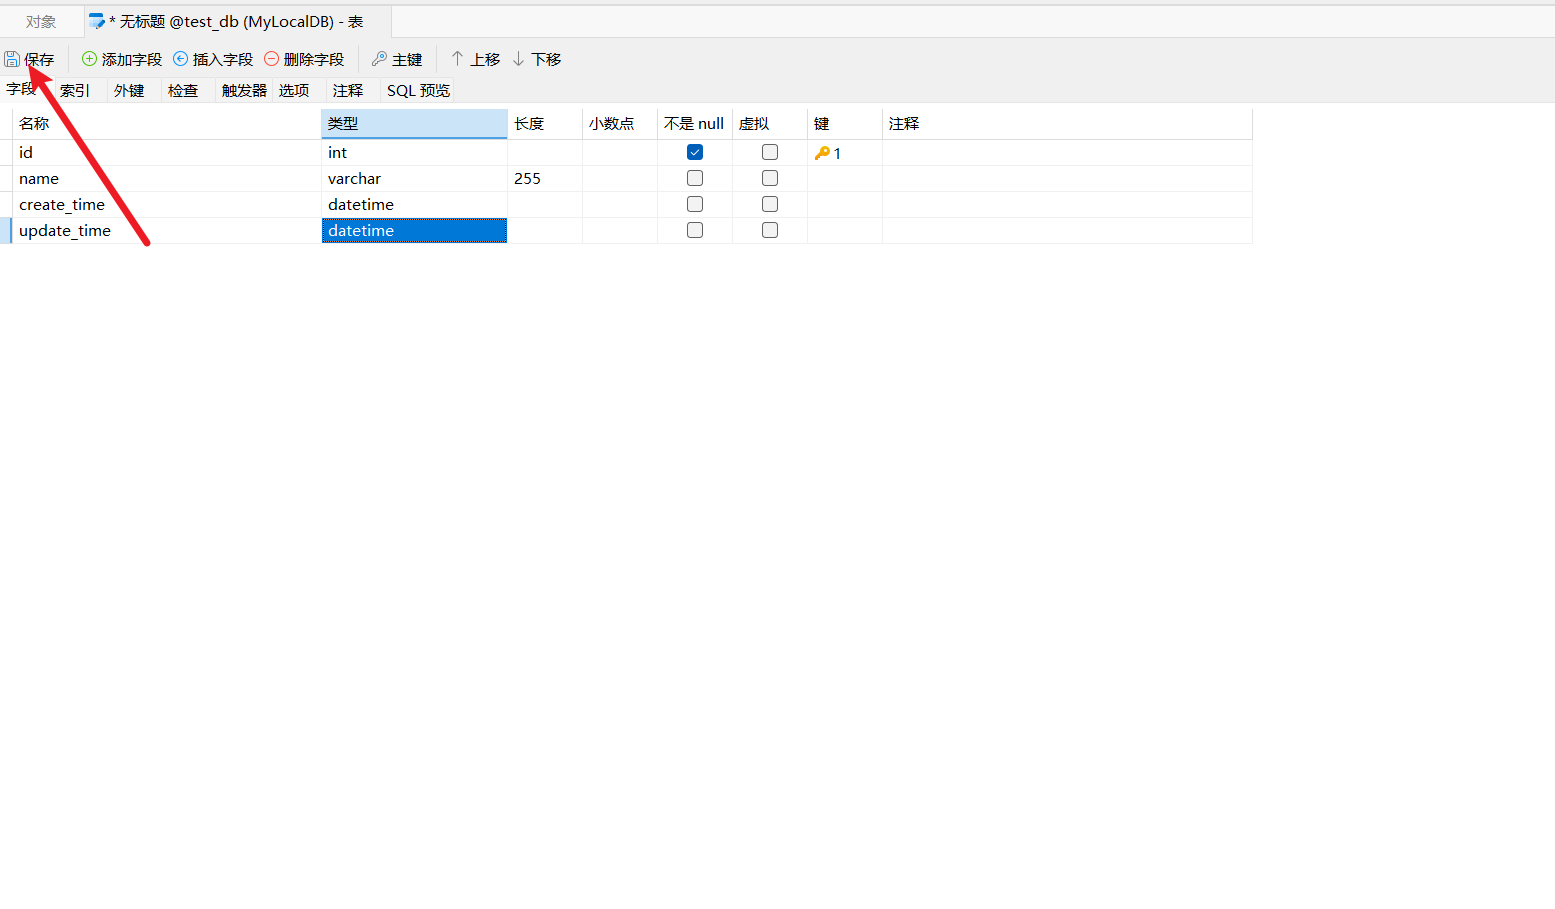 对象 * 无标题 @test_db (MyLocalDB) - 表
保存 添加字段 插入字段 删除字段 主键 上移 下移
字段 索引 外键 检查 触发器 选项 注释 SQL 预览
名称 类型 长度 小数点 不是 null 虚拟 键 注释
id int 1
name varchar 255
create_time datetime
update_time datetime